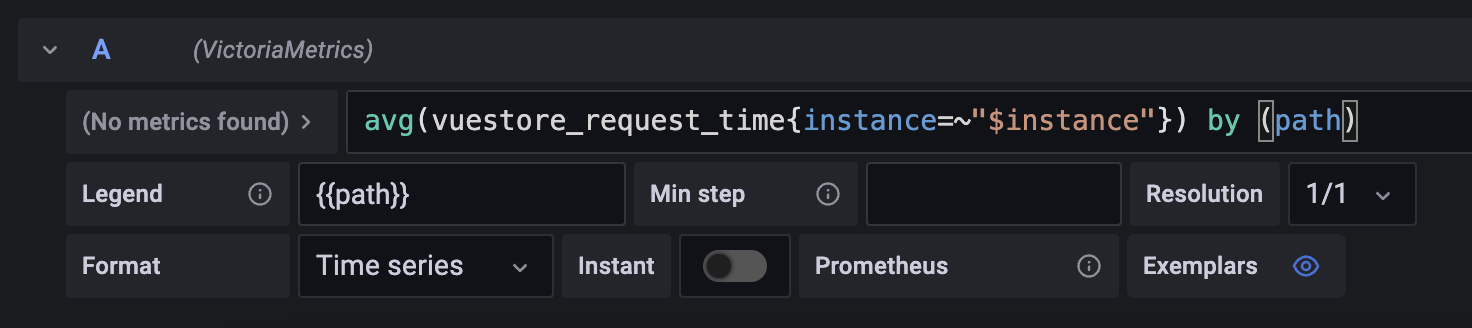 A (VictoriaMetrics)
(No metrics found) > avg(vuestore_request_time{instance=~"$instance"}) by (path)
Legend {{path}} Min step Resolution 1/1
Format Time series Instant Prometheus Exemplars